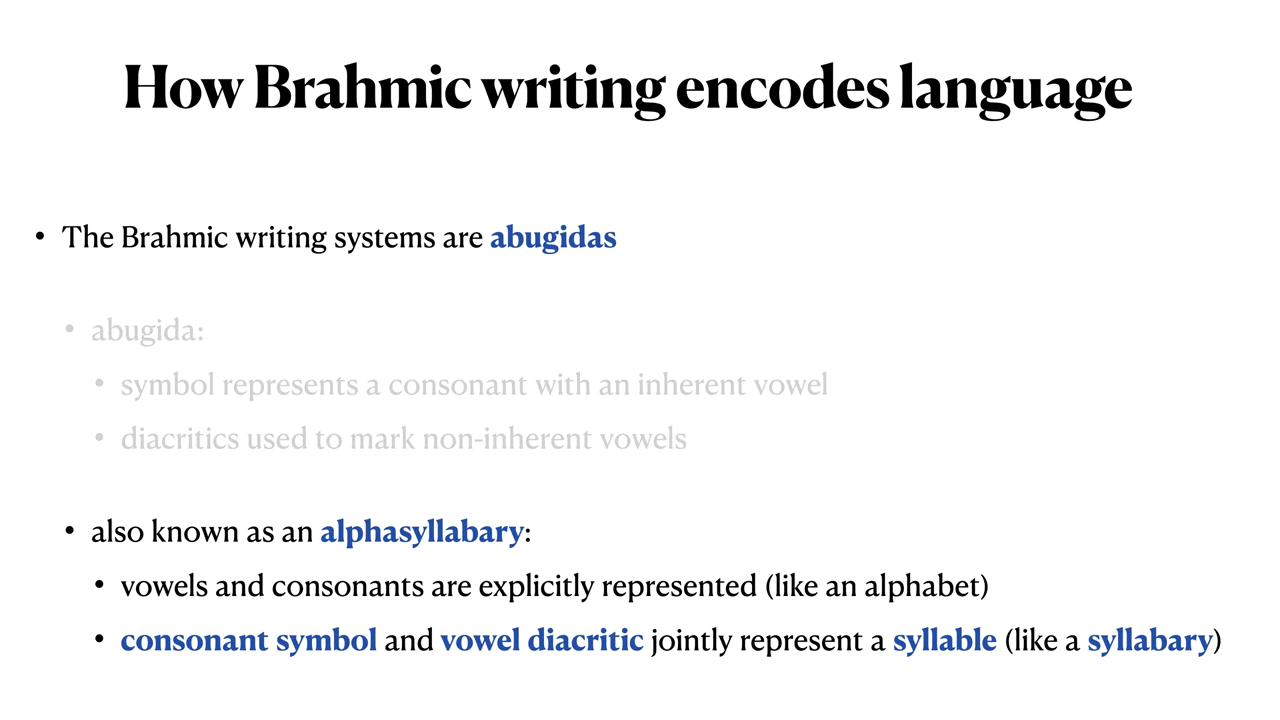 How Brahmic writing encodes language
• The Brahmic writing systems are abugidas
• abugida:
• symbol represents a consonant with an inherent vowel
• diacritics used to mark non-inherent vowels
• also known as an alphasyllabary:
• vowels and consonants are explicitly represented (like an alphabet)
• consonant symbol and vowel diacritic jointly represent a syllable (like a syllabary)